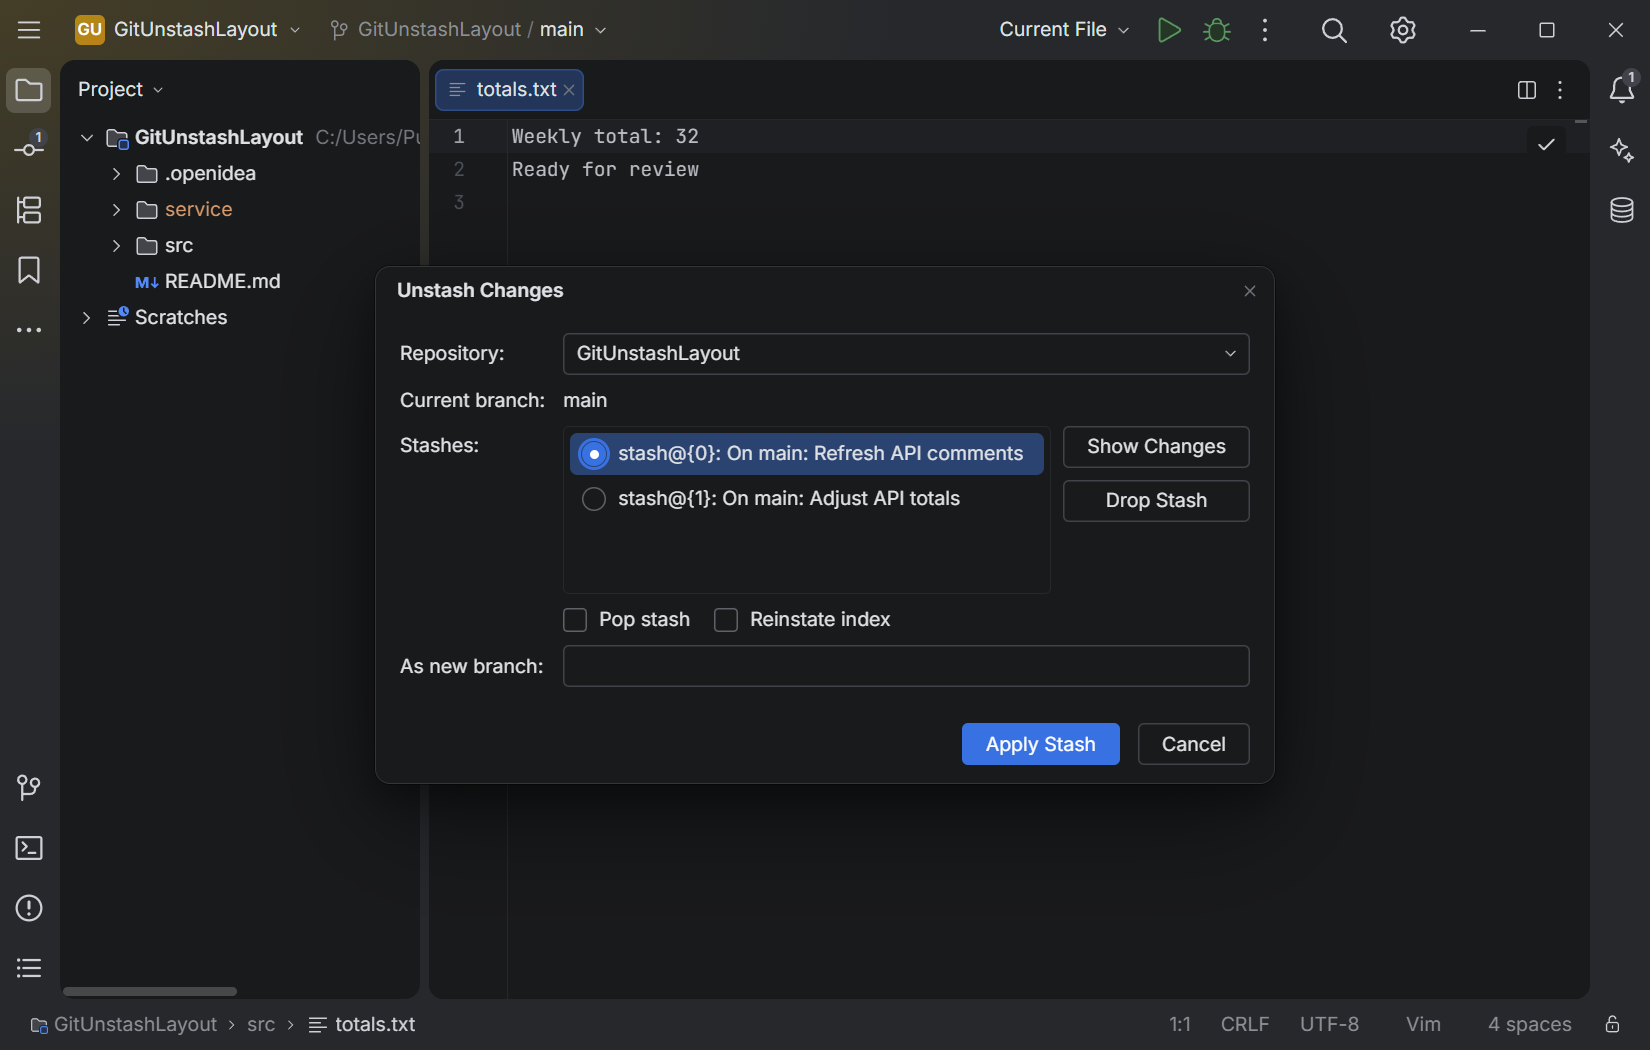 GU GitUnstashLayout GitUnstashLayout / main Current File
Project
totals.txt
1
1
GitUnstashLayout C:/Users/Pu
.openidea
service
src
README.md
Scratches
1 Weekly total: 32
2 Ready for review
3
Unstash Changes
Repository: GitUnstashLayout
Current branch: main
Stashes:
stash@{0}: On main: Refresh API comments
stash@{1}: On main: Adjust API totals
Show Changes
Drop Stash
Pop stash Reinstate index
As new branch:
Apply Stash Cancel
GitUnstashLayout › src › totals.txt 1:1 CRLF UTF-8 Vim 4 spaces